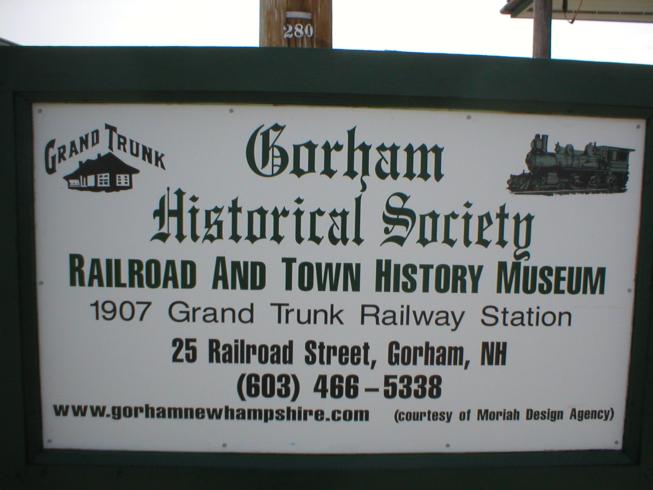 280
GRAND TRUNK
Gorham
Historical Society
RAILROAD AND TOWN HISTORY MUSEUM
1907 Grand Trunk Railway Station
25 Railroad Street, Gorham, NH
(603) 466-5338
www.gorhamnewhampshire.com (courtesy of Moriah Design Agency)